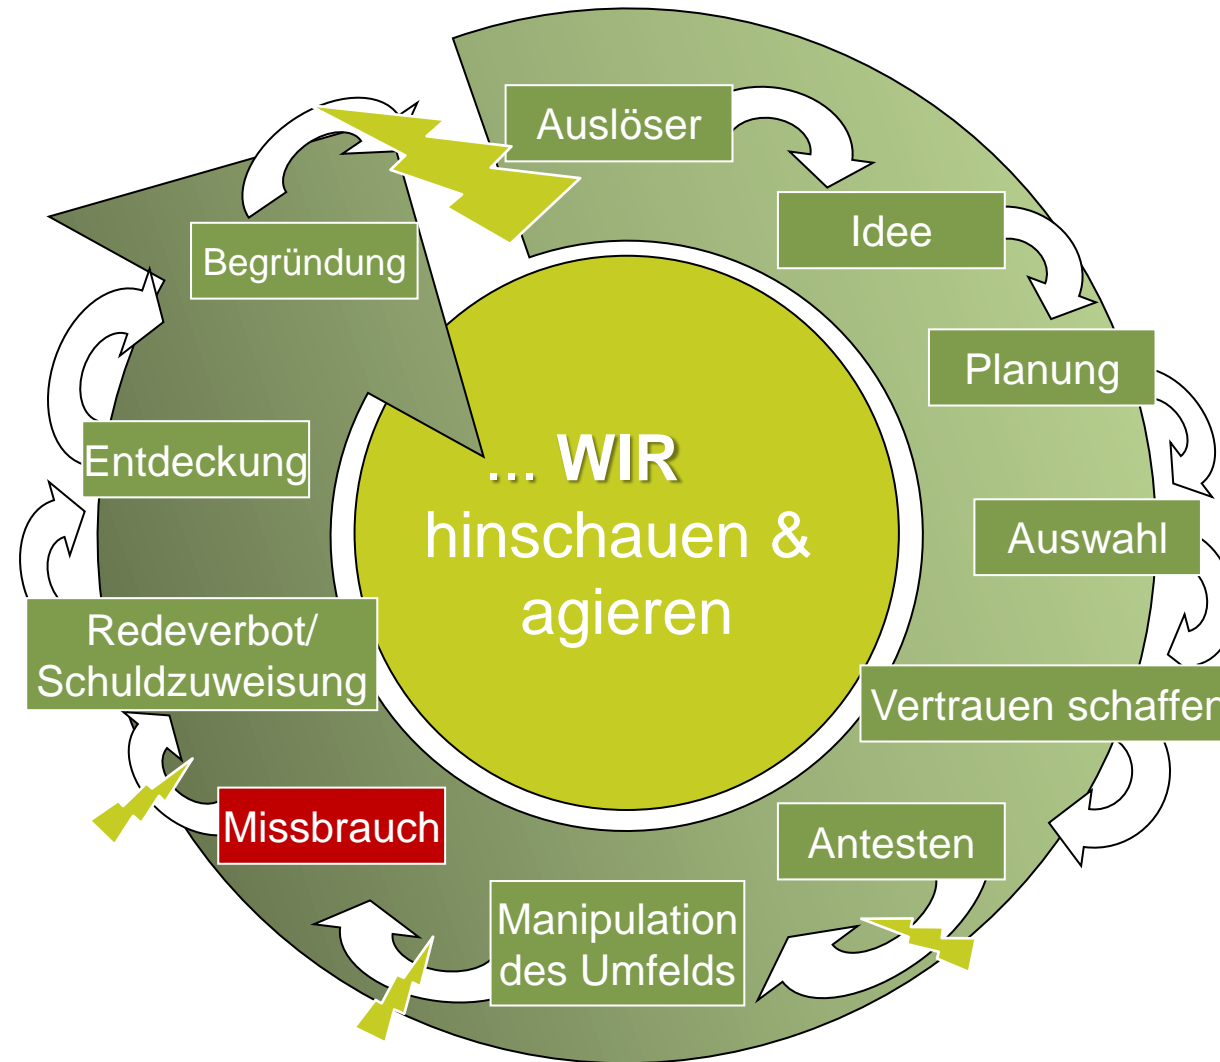 Auslöser
Idee
Planung
Auswahl
Vertrauen schaffen
Antesten
Manipulation
des Umfelds
Missbrauch
Redeverbot/
Schuldzuweisung
Entdeckung
Begründung
... WIR
hinschauen &
agieren